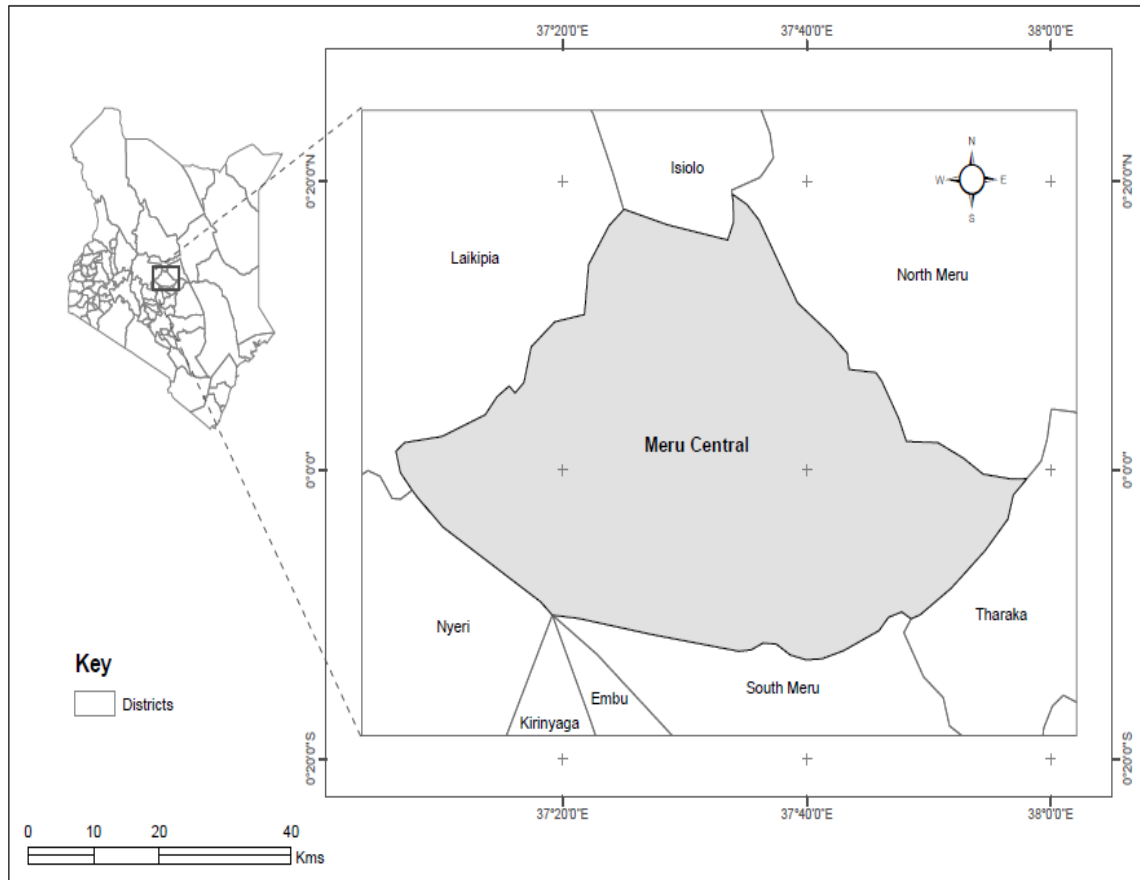 37°20'0"E 37°40'0"E 38°0'0"E
Isiolo
N
W E
S
0°20'0"N 0°20'0"N
Laikipia
North Meru
Meru Central
0°0'0" 0°0'0"
Nyeri
Tharaka
Key
Districts
South Meru
Embu
Kirinyaga
0°20'0"S 0°20'0"S
37°20'0"E 37°40'0"E 38°0'0"E
0 10 20 40
Kms